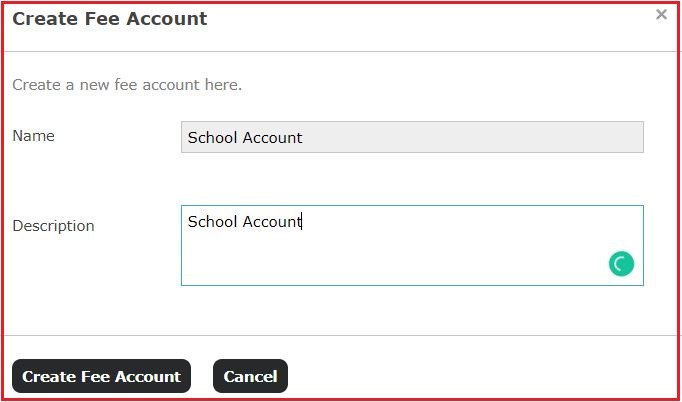 Create Fee Account
×
Create a new fee account here.
Name
School Account
Description
School Account
Create Fee Account
Cancel